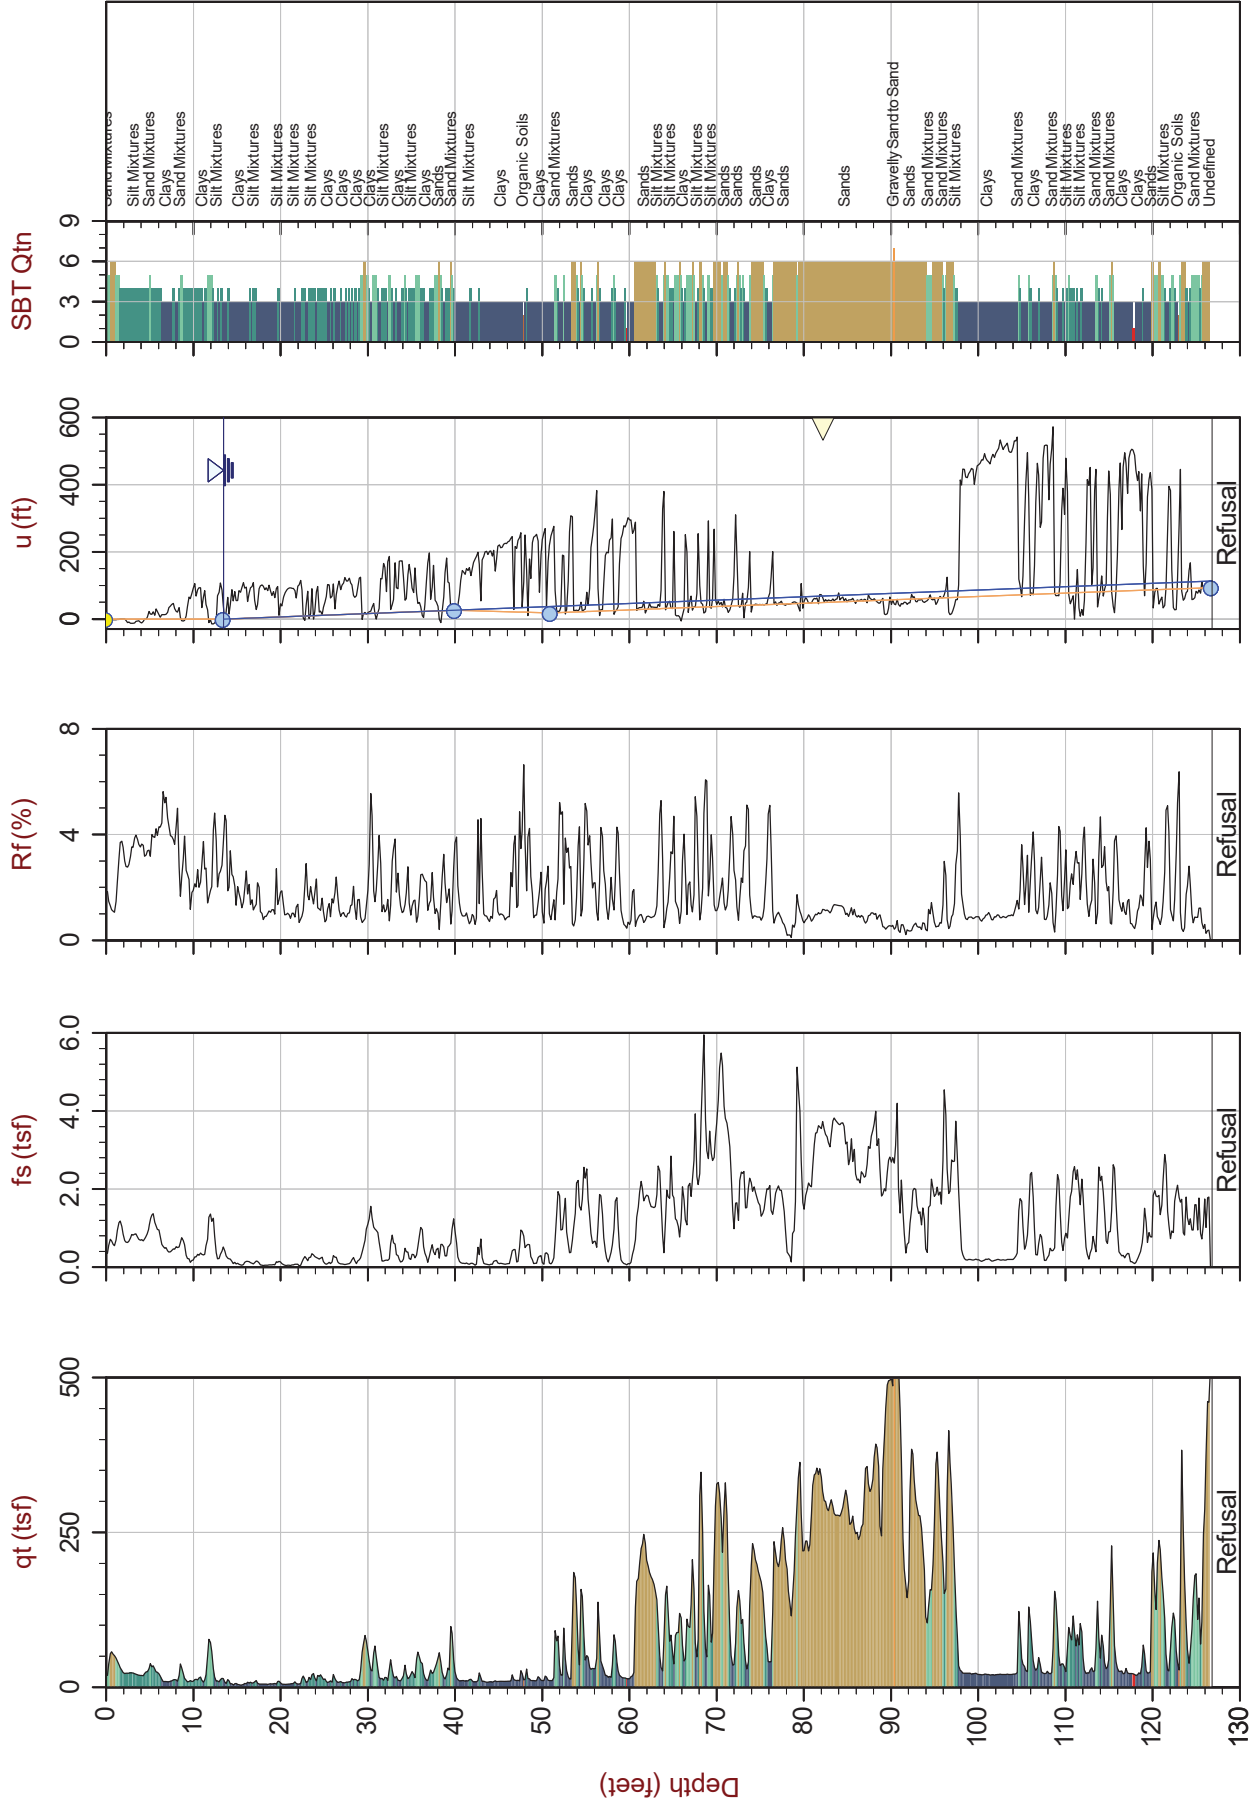 qt (tsf)
fs (tsf)
Rf (%)
u (ft)
SBT Qtn
0 250 500
0.0 2.0 4.0 6.0
0 4 8
0 200 400 600
0 3 6 9
Depth (feet)
0
10
20
30
40
50
60
70
80
90
100
110
120
130
Sand Mixtures
Silt Mixtures
Sand Mixtures
Clays
Sand Mixtures
Clays
Silt Mixtures
Clays
Silt Mixtures
Silt Mixtures
Silt Mixtures
Silt Mixtures
Clays
Clays
Clays
Clays
Silt Mixtures
Clays
Silt Mixtures
Clays
Sands
Sand Mixtures
Silt Mixtures
Clays
Organic Soils
Clays
Sand Mixtures
Sands
Clays
Clays
Clays
Sands
Silt Mixtures
Silt Mixtures
Clays
Silt Mixtures
Silt Mixtures
Sands
Sands
Sands
Clays
Sands
Sands
Gravelly Sand to Sand
Sands
Sand Mixtures
Sand Mixtures
Silt Mixtures
Clays
Sand Mixtures
Clays
Sand Mixtures
Silt Mixtures
Silt Mixtures
Sand Mixtures
Sand Mixtures
Clays
Clays
Sands
Silt Mixtures
Organic Soils
Sand Mixtures
Undefined
Refusal
Refusal
Refusal
Refusal